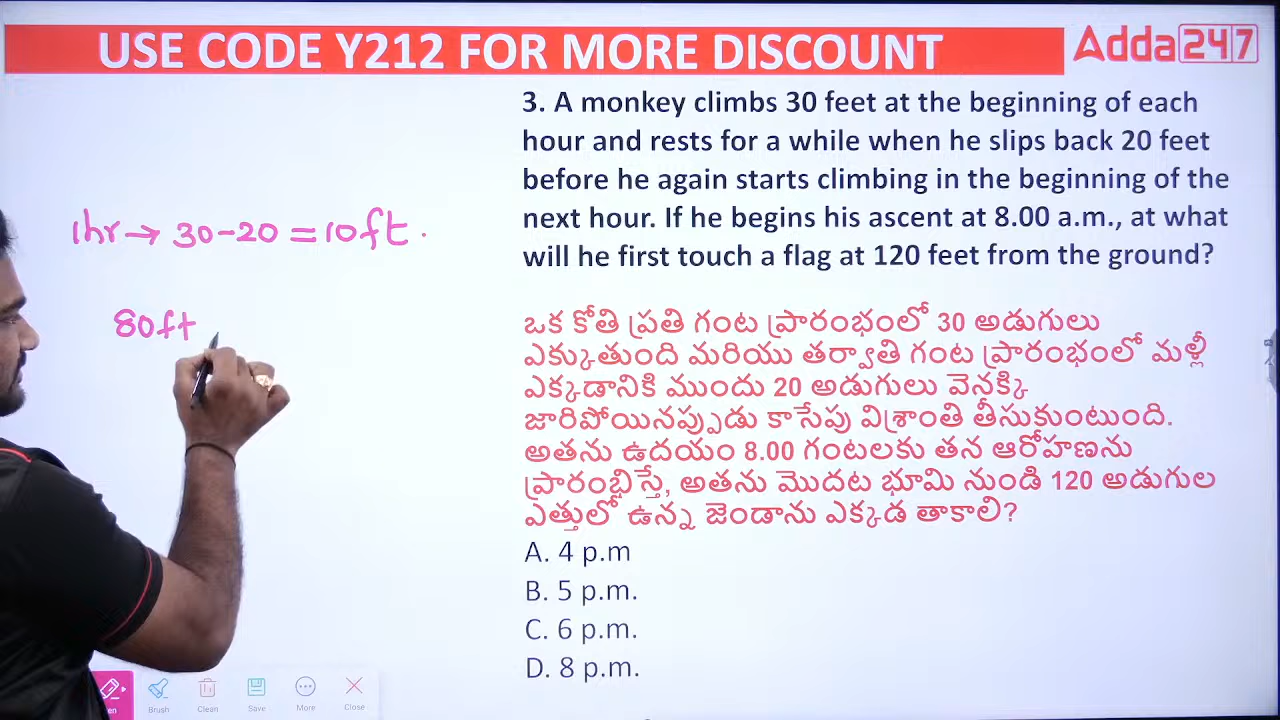 USE CODE Y212 FOR MORE DISCOUNT
Adda247
3. A monkey climbs 30 feet at the beginning of each
hour and rests for a while when he slips back 20 feet
before he again starts climbing in the beginning of the
next hour. If he begins his ascent at 8.00 a.m., at what
will he first touch a flag at 120 feet from the ground?
1hr → 30-20 = 10ft.
80ft
ఒక కోతి ప్రతి గంట ప్రారంభంలో 30 అడుగులు
ఎక్కుతుంది మరియు తర్వాతి గంట ప్రారంభంలో మళ్లీ
ఎక్కడానికి ముందు 20 అడుగులు వెనక్కి
జారిపోయినప్పుడు కాసేపు విశ్రాంతి తీసుకుంటుంది.
అతను ఉదయం 8.00 గంటలకు తన ఆరోహణను
ప్రారంభిస్తే, అతను మొదట భూమి నుండి 120 అడుగుల
ఎత్తులో ఉన్న జెండాను ఎక్కడ తాకాలి?
A. 4 p.m
B. 5 p.m.
C. 6 p.m.
D. 8 p.m.
Brush
Clean
Save
More
Close